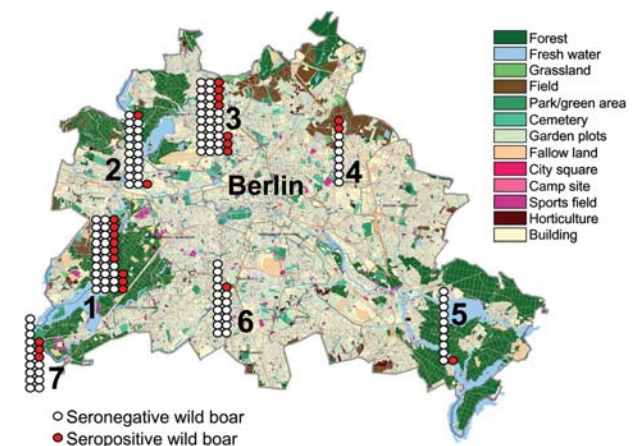 Forest
Fresh water
Grassland
Field
Park/green area
Cemetery
Garden plots
Fallow land
City square
Camp site
Sports field
Horticulture
Building
3
2
4
Berlin
1
6
5
7
Seronegative wild boar
Seropositive wild boar